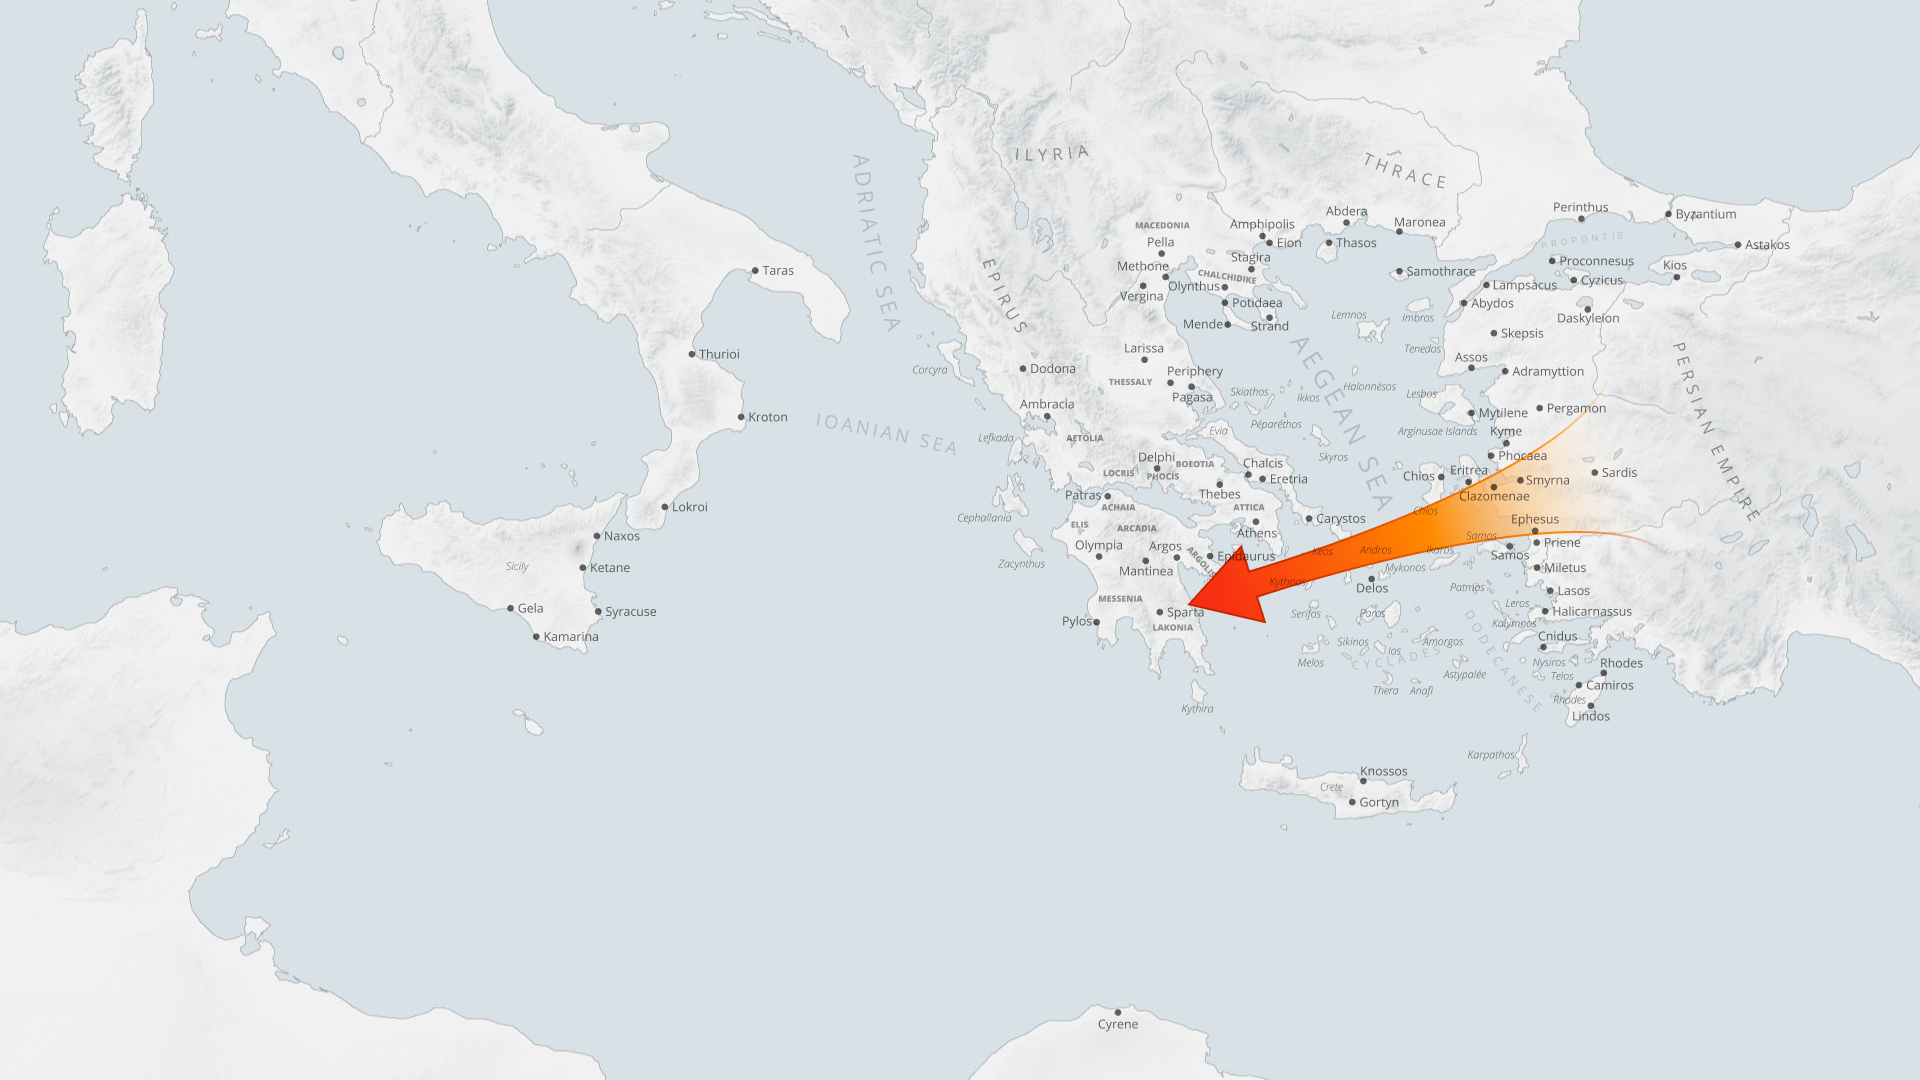 ILYRIA
THRACE
ADRIATIC SEA
EPIRUS
MACEDONIA
Pella
Methone
Vergina
Amphipolis
Eion
Stagira
CHALCHIDIKE
Olynthus
Potidaea
Mende
Strand
Abdera
Thasos
Maronea
Samothrace
Perinthus
Byzantium
PROPONTIS
Astakos
Proconnesus
Kios
Cyzicus
Lampsacus
Abydos
Daskyleion
Skepsis
Lemnos
Imbros
Tenedos
Assos
Adramyttion
PERSIAN EMPIRE
Taras
Thurioi
Kroton
Lokroi
IOANIAN SEA
Corcyra
Dodona
Larissa
THESSALY
Periphery
Pagasa
Ambracia
AEGEAN SEA
Skiathos
Ikkos
Halonnēsos
Peparéthos
Lesbos
Mytilene
Pergamon
Arginusae Islands
Kyme
Phocaea
Lefkada
AETOLIA
Evia
Skyros
Delphi
BOEOTIA
LOCRIS
PHOCIS
Chalcis
Eretria
Thebes
Chios
Eritrea
Smyrna
Sardis
Clazomenae
Chios
Patras
ACHAIA
ATTICA
Athens
Carystos
Cephallania
ELIS
ARCADIA
Olympia
Argos
ARGOLIS
Epidaurus
Mantinea
Zacynthus
Keos
Andros
Ikaros
Samos
Samos
Ephesus
Priene
Mykonos
Miletus
Kythnos
Delos
Patmos
Lasos
Naxos
Sicily
Ketane
Gela
Syracuse
Kamarina
MESSENIA
Sparta
LAKONIA
Pylos
Serifos
Paros
Leros
Halicarnassus
Kalymnos
Sikinos
Ios
Amorgos
Cnidus
Melos
CYCLADES
DODECANESE
Nysiros
Rhodes
Astypalée
Telos
Camiros
Thera
Anafi
Rhodes
Lindos
Kythira
Karpathos
Knossos
Crete
Gortyn
Cyrene